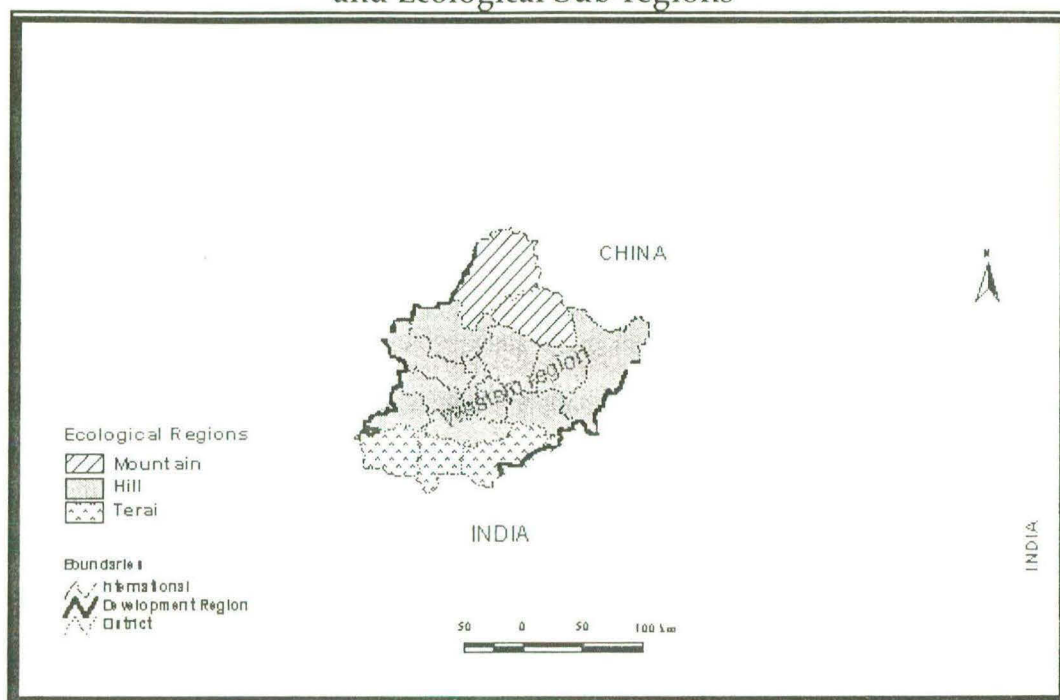 and Ecological Sub-regions
CHINA
N
Western region
Ecological Regions
Mountain
Hill
Terai
INDIA
INDIA
Boundaries
International
Development Region
District
50 0 50 100 km